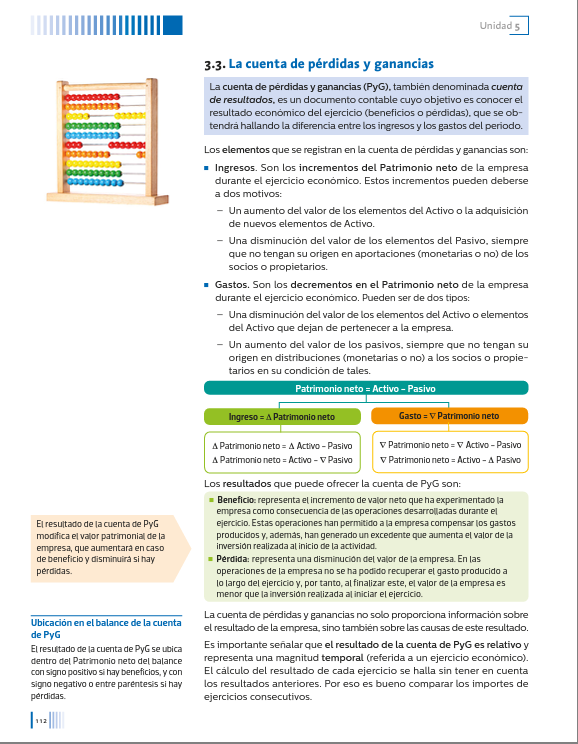 Unidad 5
3.3. La cuenta de pérdidas y ganancias
La cuenta de pérdidas y ganancias (PyG), también denominada cuenta
de resultados, es un documento contable cuyo objetivo es conocer el
resultado económico del ejercicio (beneficios o pérdidas), que se ob-
tendrá hallando la diferencia entre los ingresos y los gastos del periodo.
Los elementos que se registran en la cuenta de pérdidas y ganancias son:
Ingresos. Son los incrementos del Patrimonio neto de la empresa
durante el ejercicio económico. Estos incrementos pueden deberse
a dos motivos:
– Un aumento del valor de los elementos del Activo o la adquisición
de nuevos elementos de Activo.
– Una disminución del valor de los elementos del Pasivo, siempre
que no tengan su origen en aportaciones (monetarias o no) de los
socios o propietarios.
Gastos. Son los decrementos en el Patrimonio neto de la empresa
durante el ejercicio económico. Pueden ser de dos tipos:
– Una disminución del valor de los elementos del Activo o elementos
del Activo que dejan de pertenecer a la empresa.
– Un aumento del valor de los pasivos, siempre que no tengan su
origen en distribuciones (monetarias o no) a los socios o propie-
tarios en su condición de tales.
Patrimonio neto = Activo – Pasivo
Ingreso = Δ Patrimonio neto
Gasto = ∇ Patrimonio neto
Δ Patrimonio neto = Δ Activo – Pasivo
Δ Patrimonio neto = Activo – ∇ Pasivo
∇ Patrimonio neto = ∇ Activo – Pasivo
∇ Patrimonio neto = Activo – Δ Pasivo
Los resultados que puede ofrecer la cuenta de PyG son:
Beneficio: representa el incremento de valor neto que ha experimentado la
empresa como consecuencia de las operaciones desarrolladas durante el
ejercicio. Estas operaciones han permitido a la empresa compensar los gastos
producidos y, además, han generado un excedente que aumenta el valor de la
inversión realizada al inicio de la actividad.
Pérdida: representa una disminución del valor de la empresa. En las
operaciones de la empresa no se ha podido recuperar el gasto producido a
lo largo del ejercicio y, por tanto, al finalizar este, el valor de la empresa es
menor que la inversión realizada al iniciar el ejercicio.
El resultado de la cuenta de PyG
modifica el valor patrimonial de la
empresa, que aumentará en caso
de beneficio y disminuirá si hay
pérdidas.
La cuenta de pérdidas y ganancias no solo proporciona información sobre
el resultado de la empresa, sino también sobre las causas de este resultado.
Es importante señalar que el resultado de la cuenta de PyG es relativo y
representa una magnitud temporal (referida a un ejercicio económico).
El cálculo del resultado de cada ejercicio se halla sin tener en cuenta
los resultados anteriores. Por eso es bueno comparar los importes de
ejercicios consecutivos.
Ubicación en el balance de la cuenta
de PyG
El resultado de la cuenta de PyG se ubica
dentro del Patrimonio neto del balance
con signo positivo si hay beneficios, y con
signo negativo o entre paréntesis si hay
pérdidas.
112